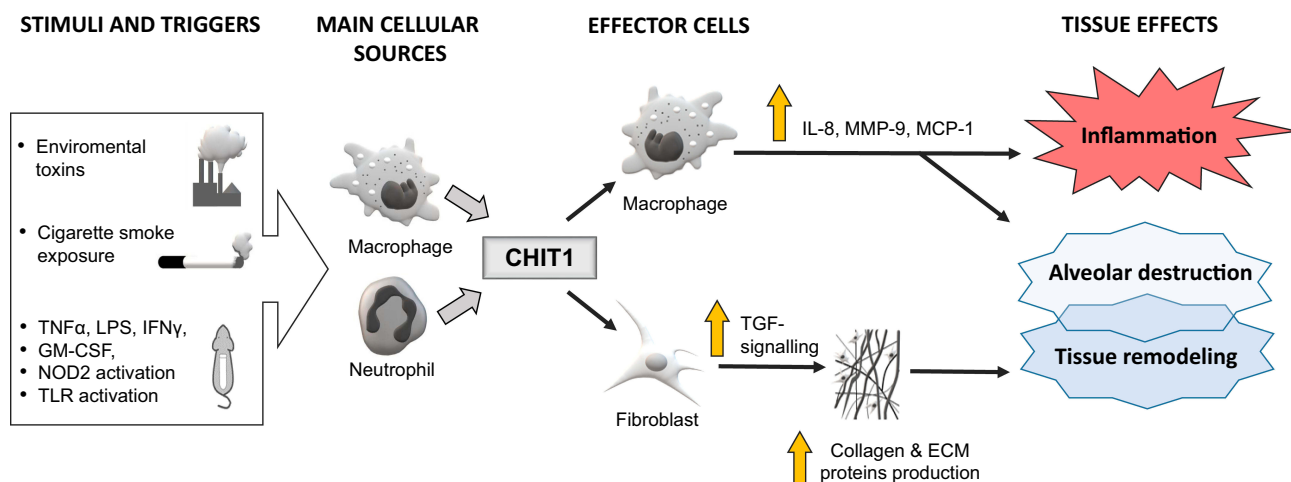 STIMULI AND TRIGGERS
MAIN CELLULAR
SOURCES
EFFECTOR CELLS
TISSUE EFFECTS
• Enviromental
toxins
• Cigarette smoke
exposure
• TNFα, LPS, IFNγ,
• GM-CSF,
• NOD2 activation
• TLR activation
Macrophage
Neutrophil
CHIT1
Macrophage
IL-8, MMP-9, MCP-1
Fibroblast
TGF-
signalling
Collagen & ECM
proteins production
Inflammation
Alveolar destruction
Tissue remodeling